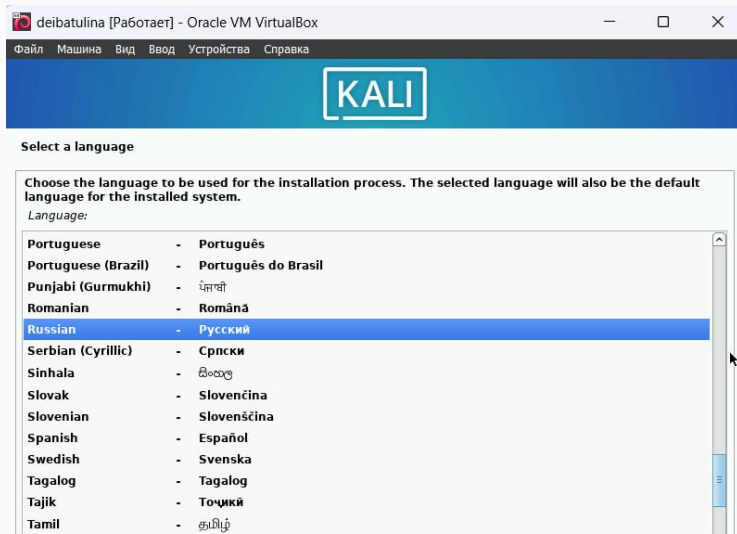 deibatulina [Работает] - Oracle VM VirtualBox
Файл Машина Вид Ввод Устройства Справка
KALI
Select a language
Choose the language to be used for the installation process. The selected language will also be the default
language for the installed system.
Language:
Portuguese - Português
Portuguese (Brazil) - Português do Brasil
Punjabi (Gurmukhi) - ਪੰਜਾਬੀ
Romanian - Română
Russian - Русский
Serbian (Cyrillic) - Српски
Sinhala - සිංහල
Slovak - Slovenčina
Slovenian - Slovenščina
Spanish - Español
Swedish - Svenska
Tagalog - Tagalog
Tajik - Тоҷикӣ
Tamil - தமிழ்